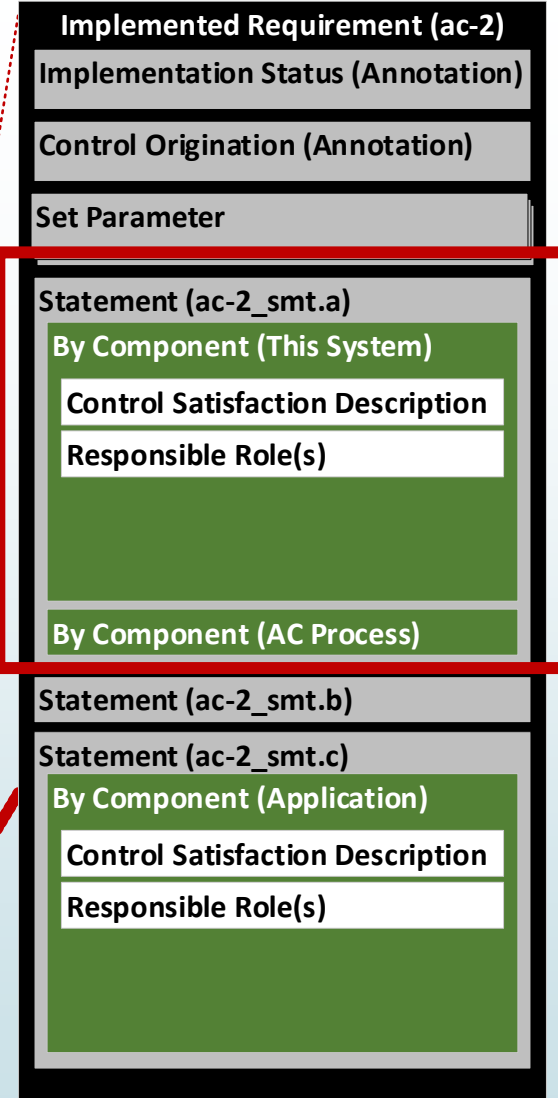 Implemented Requirement (ac-2)
Implementation Status (Annotation)
Control Origination (Annotation)
Set Parameter
Statement (ac-2_smt.a)
By Component (This System)
Control Satisfaction Description
Responsible Role(s)
By Component (AC Process)
Statement (ac-2_smt.b)
Statement (ac-2_smt.c)
By Component (Application)
Control Satisfaction Description
Responsible Role(s)